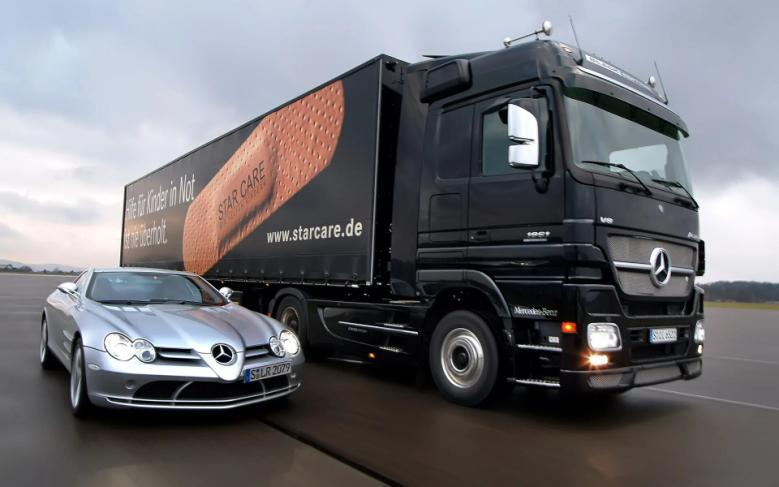 Hilfe für Kinder in Not
ist nie überholt.
STAR CARE
www.starcare.de
V8
1861
Mercedes-Benz
S LR 2079